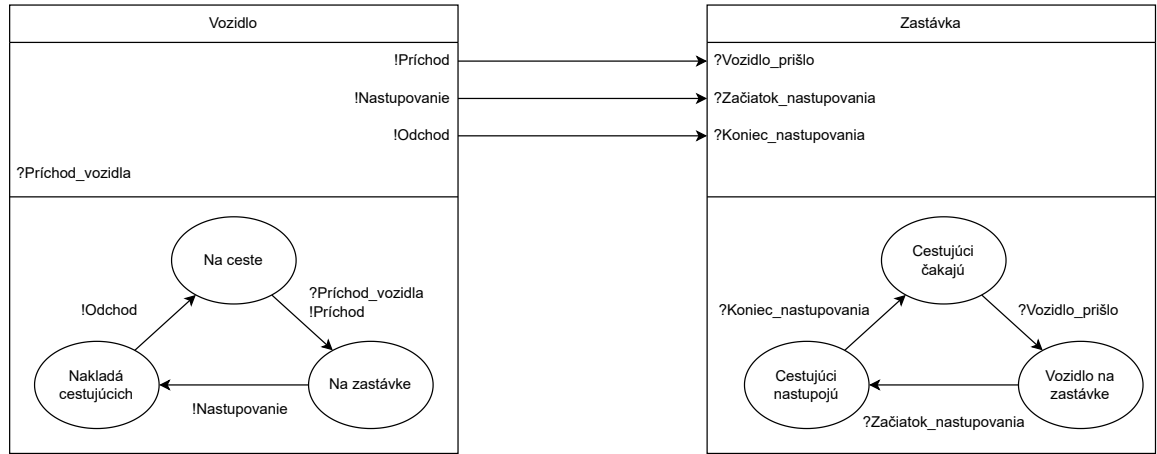 Vozidlo
!Príchod
!Nastupovanie
!Odchod
?Príchod_vozidla
Na ceste
?Príchod_vozidla
!Príchod
!Odchod
Nakladá
cestujúcich
Na zastávke
!Nastupovanie
Zastávka
?Vozidlo_prišlo
?Začiatok_nastupovania
?Koniec_nastupovania
Cestujúci
čakajú
?Koniec_nastupovania
?Vozidlo_prišlo
Cestujúci
nastupojú
Vozidlo na
zastávke
?Začiatok_nastupovania